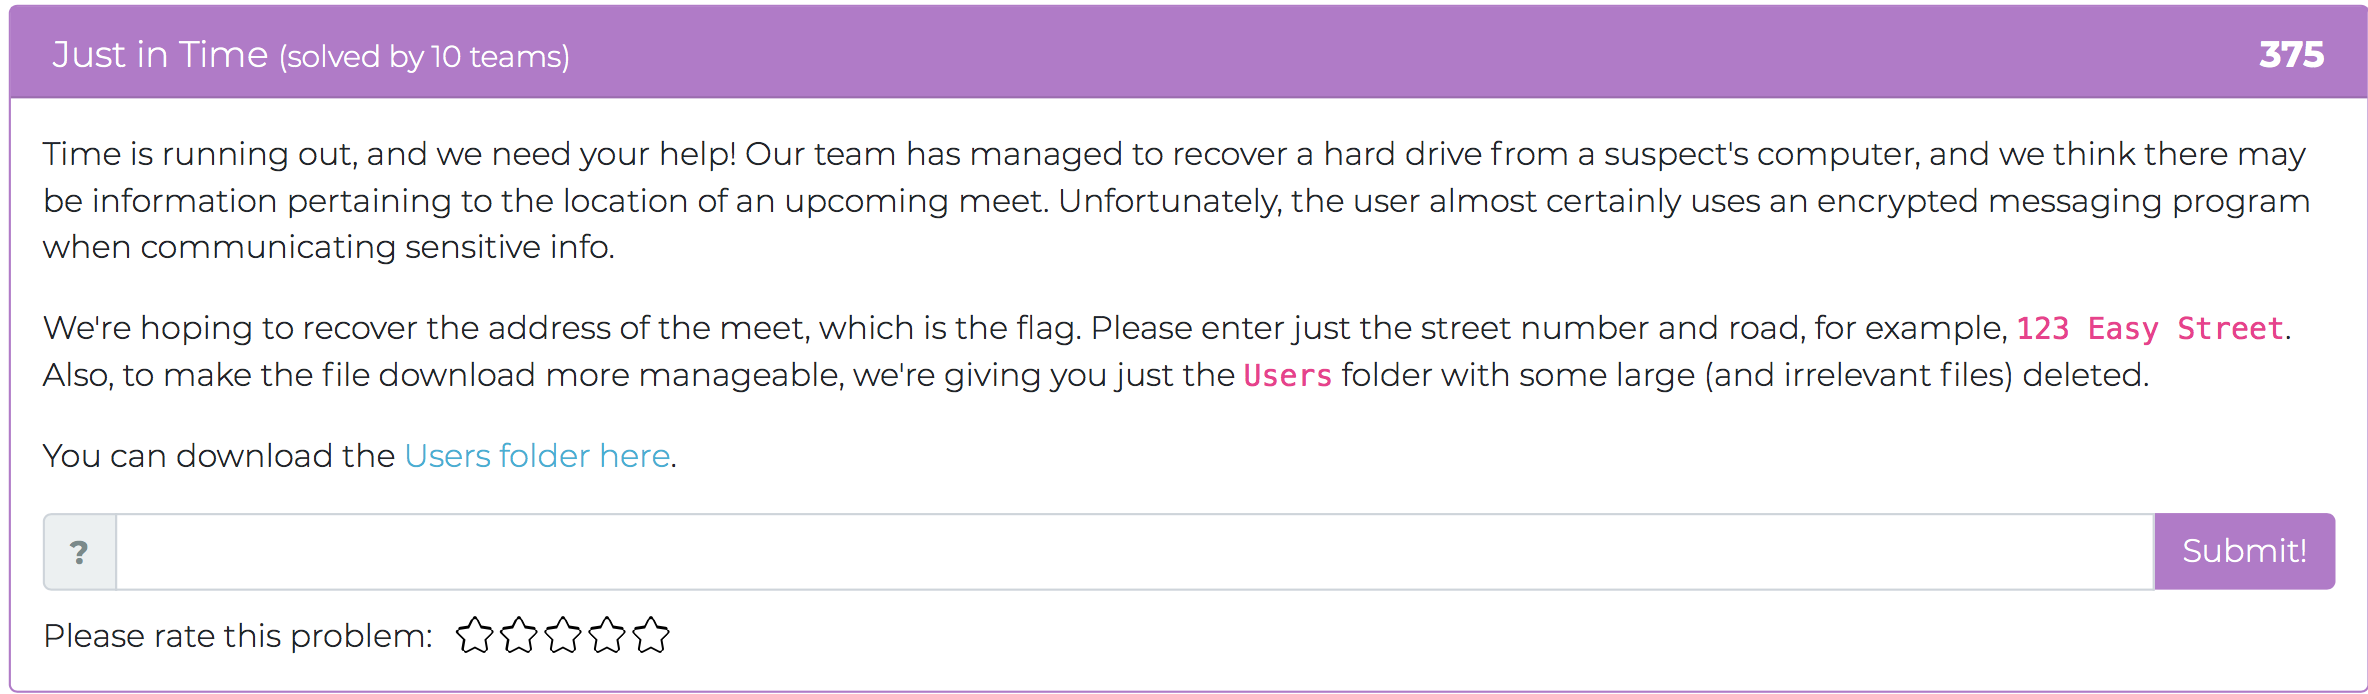 Just in Time (solved by 10 teams) 375
Time is running out, and we need your help! Our team has managed to recover a hard drive from a suspect's computer, and we think there may
be information pertaining to the location of an upcoming meet. Unfortunately, the user almost certainly uses an encrypted messaging program
when communicating sensitive info.
We're hoping to recover the address of the meet, which is the flag. Please enter just the street number and road, for example, 123 Easy Street.
Also, to make the file download more manageable, we're giving you just the Users folder with some large (and irrelevant files) deleted.
You can download the Users folder here.
? Submit!
Please rate this problem: